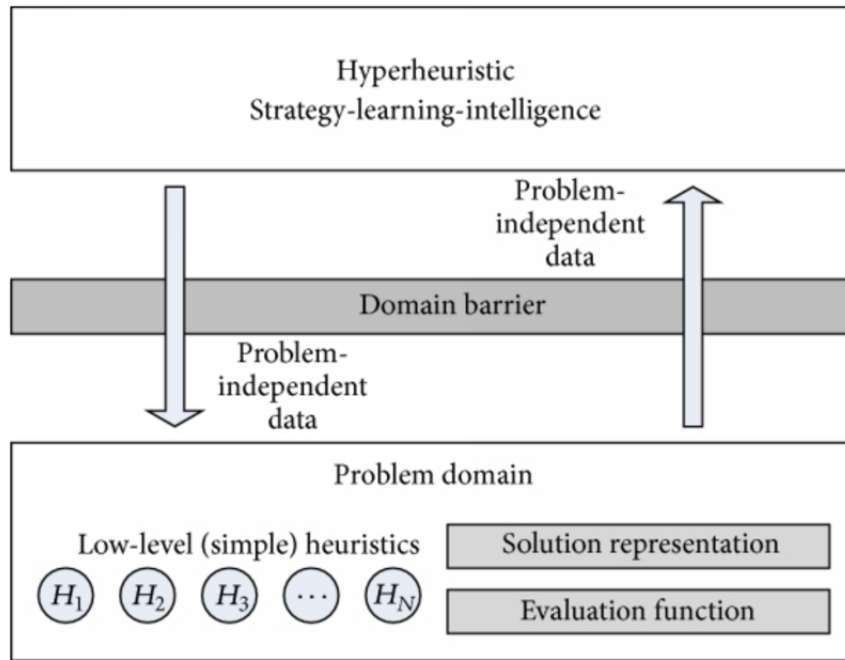 Hyperheuristic
Strategy-learning-intelligence
Problem-
independent
data
Domain barrier
Problem-
independent
data
Problem domain
Low-level (simple) heuristics
H1 H2 H3 ... HN
Solution representation
Evaluation function